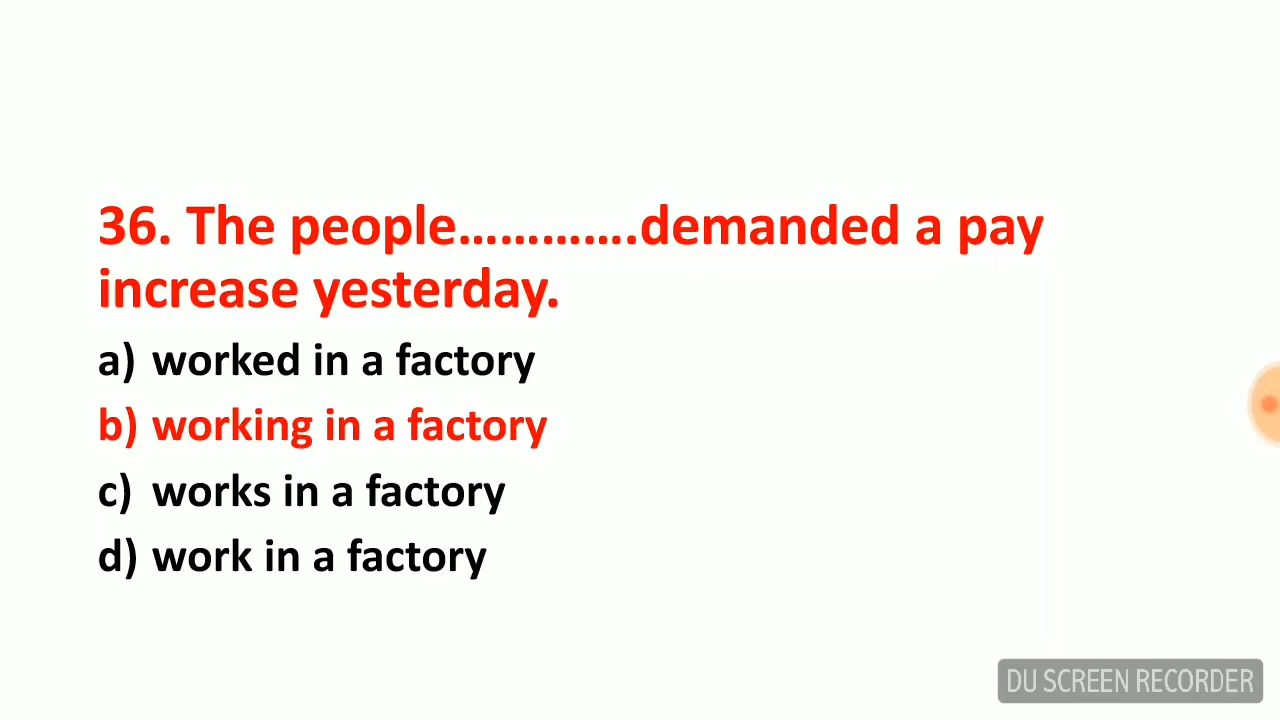 36. The people………….demanded a pay
increase yesterday.
a) worked in a factory
b) working in a factory
c) works in a factory
d) work in a factory
DU SCREEN RECORDER